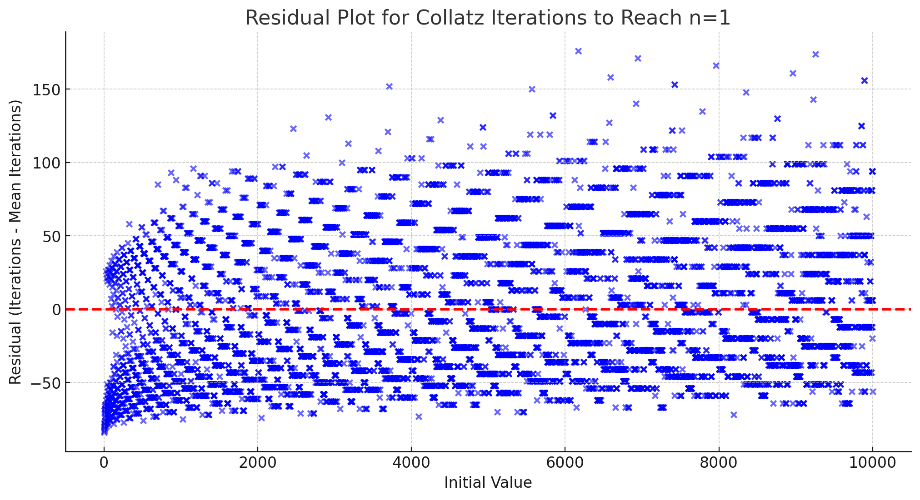 Residual Plot for Collatz Iterations to Reach n=1
Residual (Iterations - Mean Iterations)
150
100
50
0
−50
0 2000 4000 6000 8000 10000
Initial Value